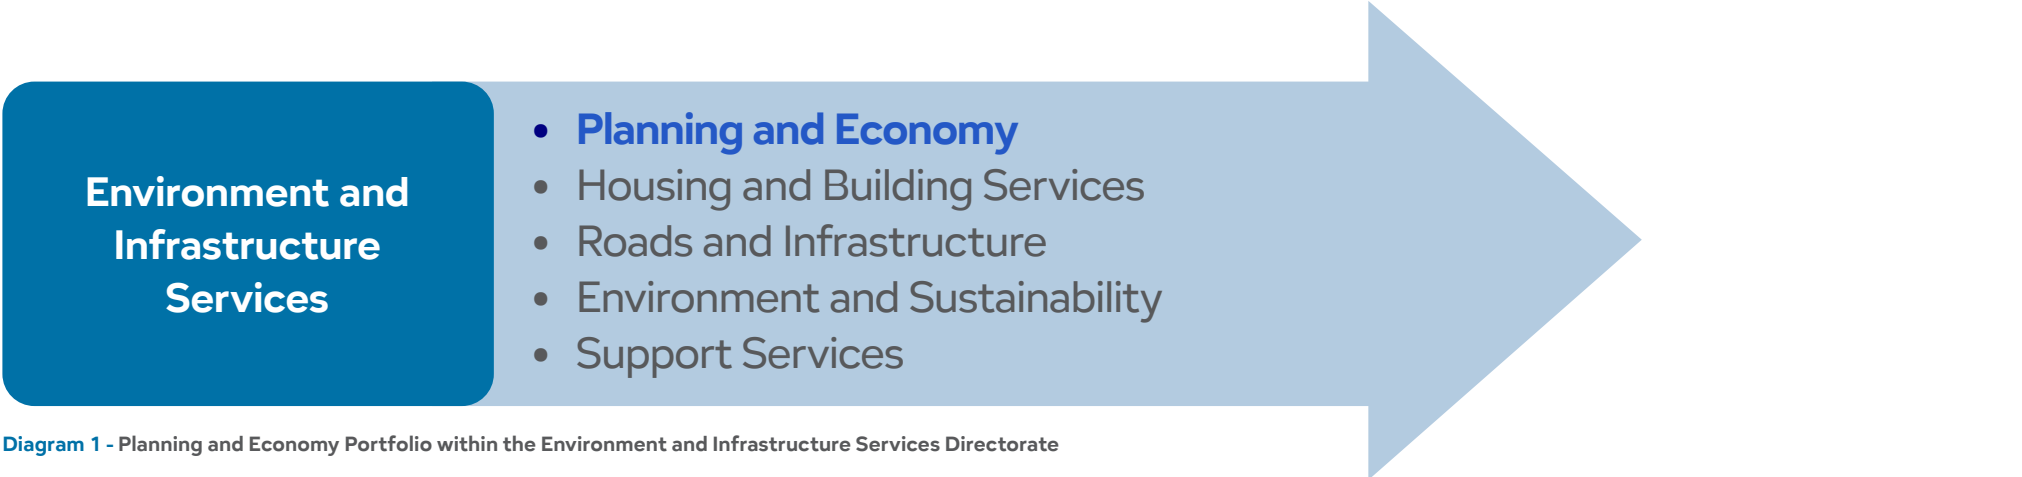 Environment and
Infrastructure
Services
• Planning and Economy
• Housing and Building Services
• Roads and Infrastructure
• Environment and Sustainability
• Support Services
Diagram 1 - Planning and Economy Portfolio within the Environment and Infrastructure Services Directorate